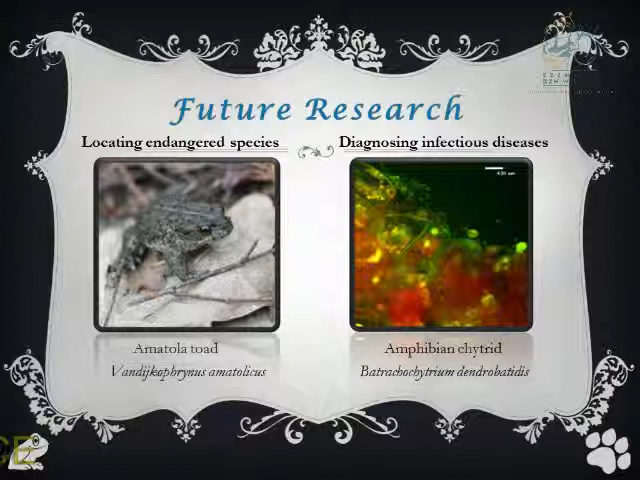 Future Research
Locating endangered species
Diagnosing infectious diseases
Amatola toad
Vandijkophrynus amatolicus
Amphibian chytrid
Batrachochytrium dendrobatidis